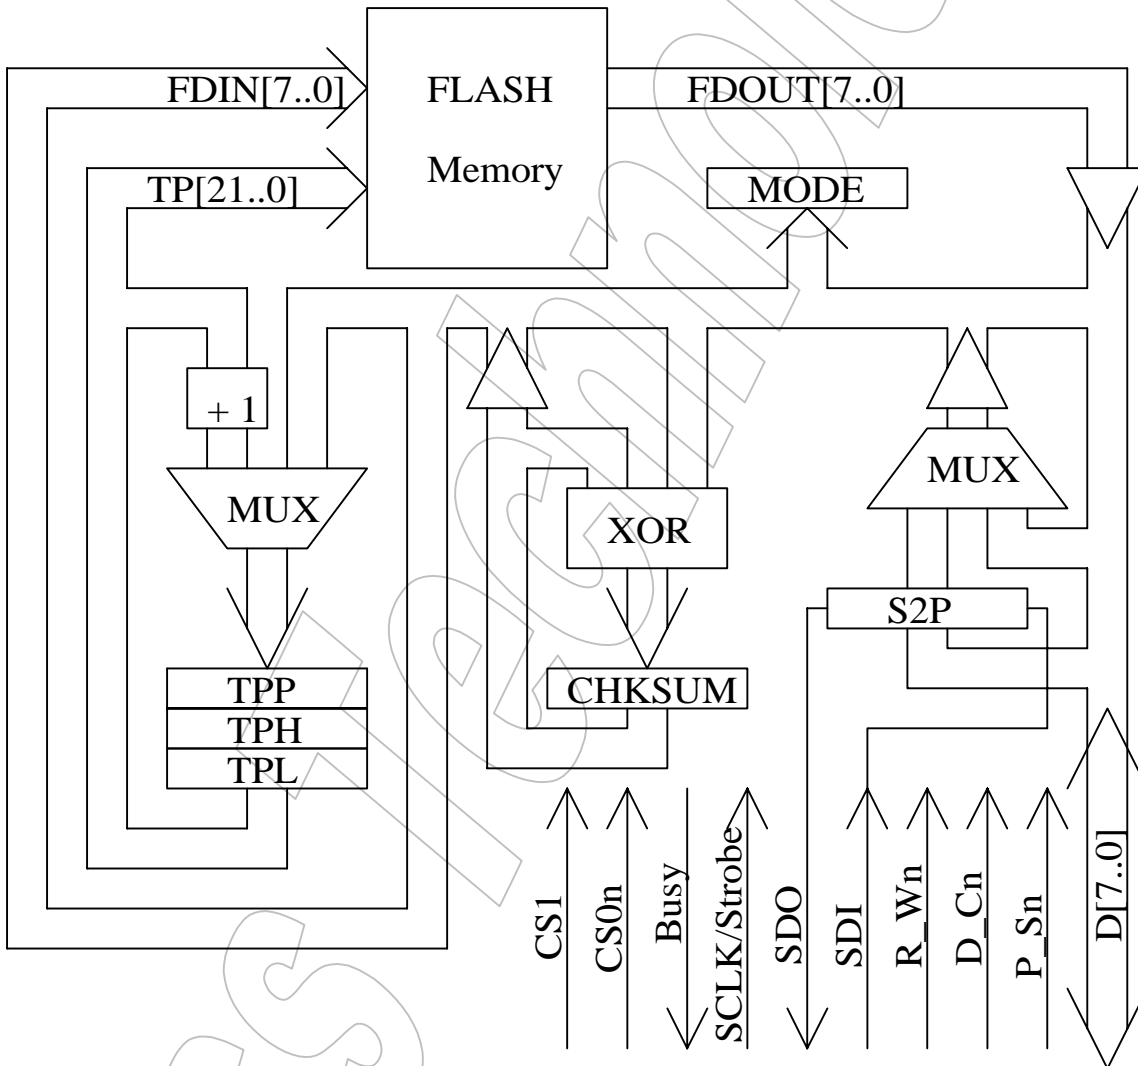 FDIN[7..0]
FLASH
Memory
FDOUT[7..0]
TP[21..0]
MODE
+ 1
MUX
XOR
MUX
S2P
TPP
TPH
TPL
CHKSUM
CS1
CS0n
Busy
SCLK/Strobe
SDO
SDI
R_Wn
D_Cn
P_Sn
D[7..0]